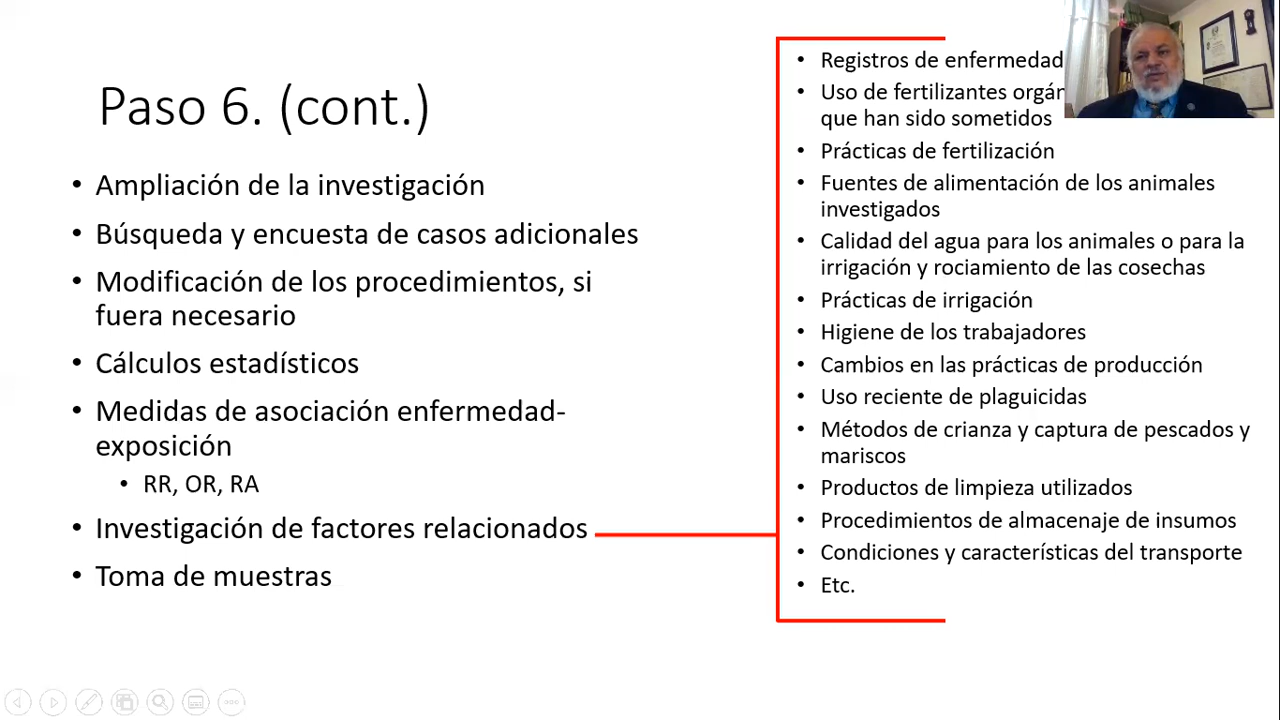 Paso 6. (cont.)
• Ampliación de la investigación
• Búsqueda y encuesta de casos adicionales
• Modificación de los procedimientos, si
fuera necesario
• Cálculos estadísticos
• Medidas de asociación enfermedad-
exposición
• RR, OR, RA
• Investigación de factores relacionados
• Toma de muestras
• Registros de enfermedad
• Uso de fertilizantes
que han sido sometidos
• Prácticas de fertilización
• Fuentes de alimentación de los animales
investigados
• Calidad del agua para los animales o para la
irrigación y rociamiento de las cosechas
• Prácticas de irrigación
• Higiene de los trabajadores
• Cambios en las prácticas de producción
• Uso reciente de plaguicidas
• Métodos de crianza y captura de pescados y
mariscos
• Productos de limpieza utilizados
• Procedimientos de almacenaje de insumos
• Condiciones y características del transporte
• Etc.